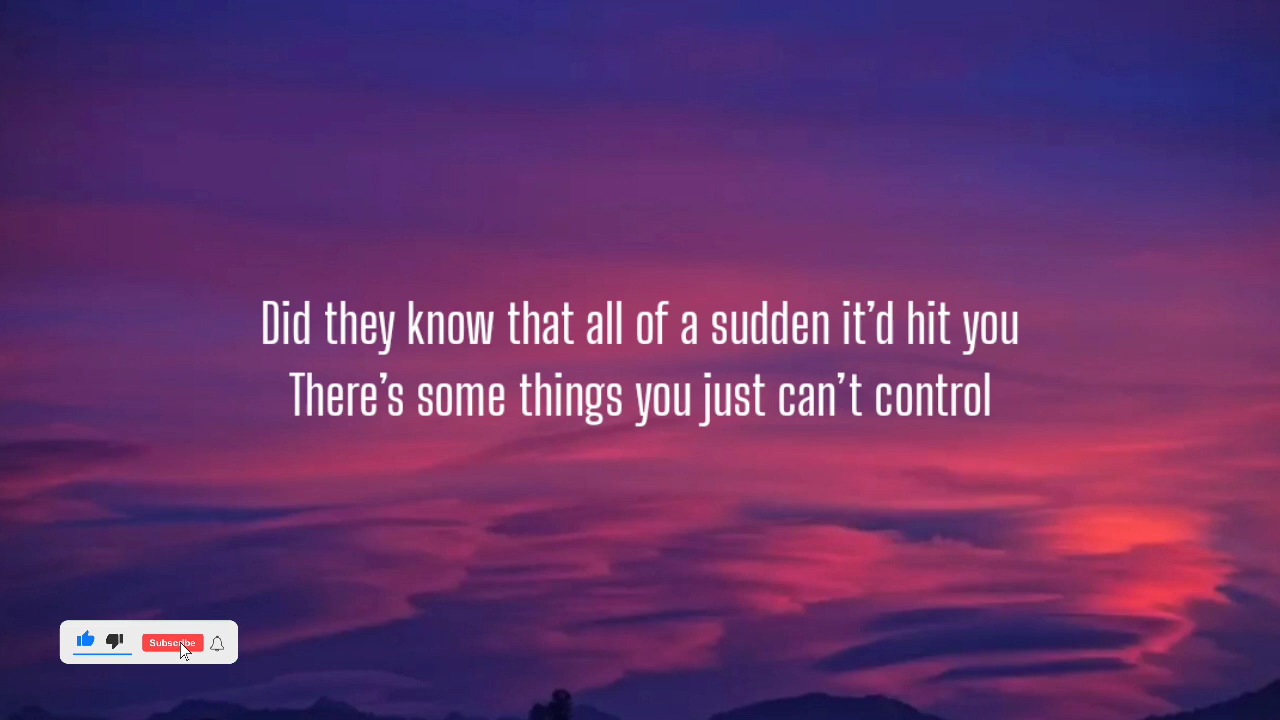 Did they know that all of a sudden it’d hit you
There’s some things you just can’t control
Subscribe